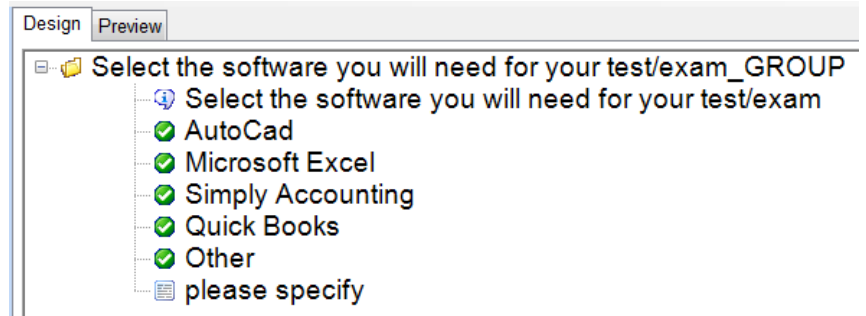 Design Preview
Select the software you will need for your test/exam_GROUP
Select the software you will need for your test/exam
AutoCad
Microsoft Excel
Simply Accounting
Quick Books
Other
please specify